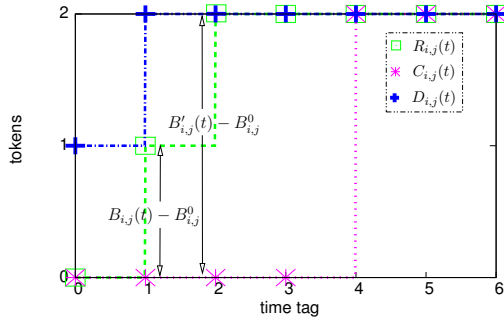 2
1
0
tokens
0 1 2 3 4 5 6
time tag
R_{i,j}(t)
C_{i,j}(t)
D_{i,j}(t)
B'_{i,j}(t) − B^0_{i,j}
B_{i,j}(t) − B^0_{i,j}